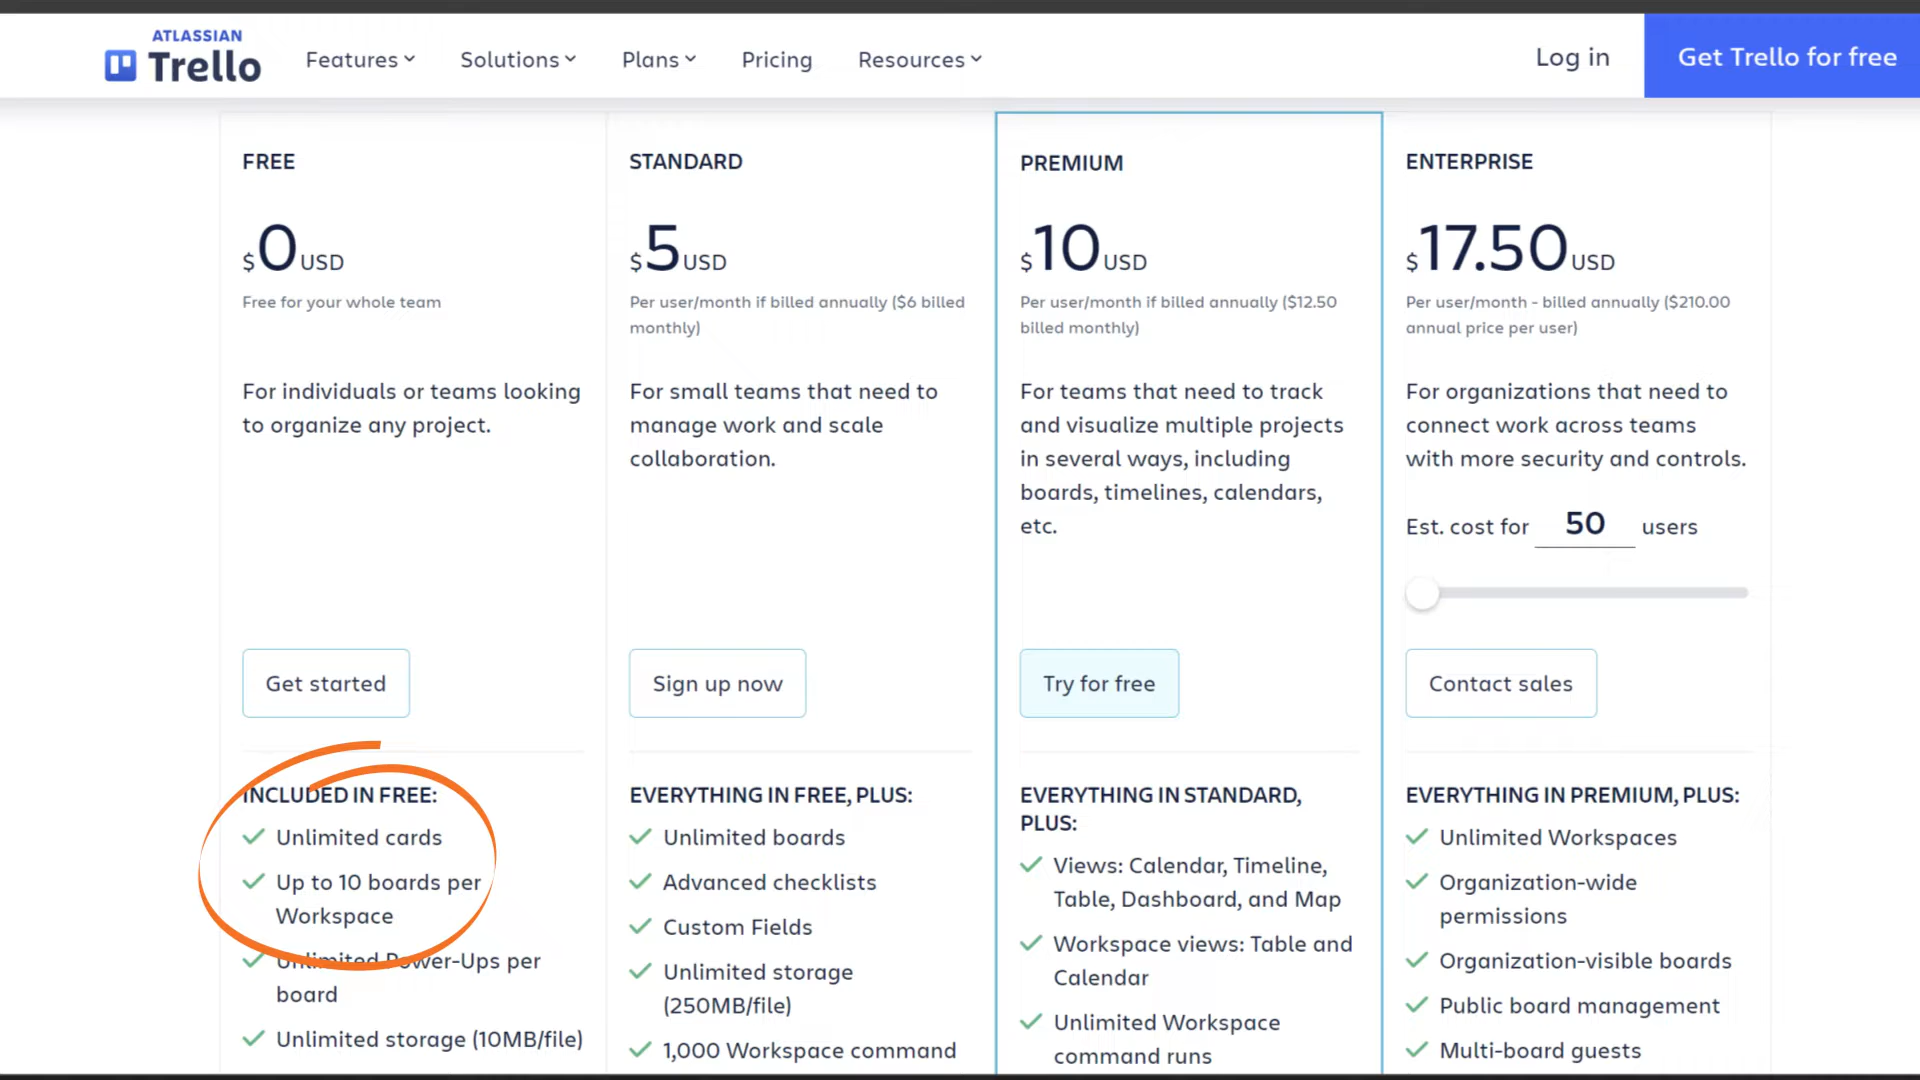 ATLASSIAN
Trello
Features
Solutions
Plans
Pricing
Resources
Log in
Get Trello for free
FREE
$0 USD
Free for your whole team
For individuals or teams looking
to organize any project.
Get started
INCLUDED IN FREE:
Unlimited cards
Up to 10 boards per
Workspace
Unlimited Power-Ups per
board
Unlimited storage (10MB/file)
STANDARD
$5 USD
Per user/month if billed annually ($6 billed
monthly)
For small teams that need to
manage work and scale
collaboration.
Sign up now
EVERYTHING IN FREE, PLUS:
Unlimited boards
Advanced checklists
Custom Fields
Unlimited storage
(250MB/file)
1,000 Workspace command
PREMIUM
$10 USD
Per user/month if billed annually ($12.50
billed monthly)
For teams that need to track
and visualize multiple projects
in several ways, including
boards, timelines, calendars,
etc.
Try for free
EVERYTHING IN STANDARD,
PLUS:
Views: Calendar, Timeline,
Table, Dashboard, and Map
Workspace views: Table and
Calendar
Unlimited Workspace
command runs
ENTERPRISE
$17.50 USD
Per user/month - billed annually ($210.00
annual price per user)
For organizations that need to
connect work across teams
with more security and controls.
Est. cost for 50 users
Contact sales
EVERYTHING IN PREMIUM, PLUS:
Unlimited Workspaces
Organization-wide
permissions
Organization-visible boards
Public board management
Multi-board guests